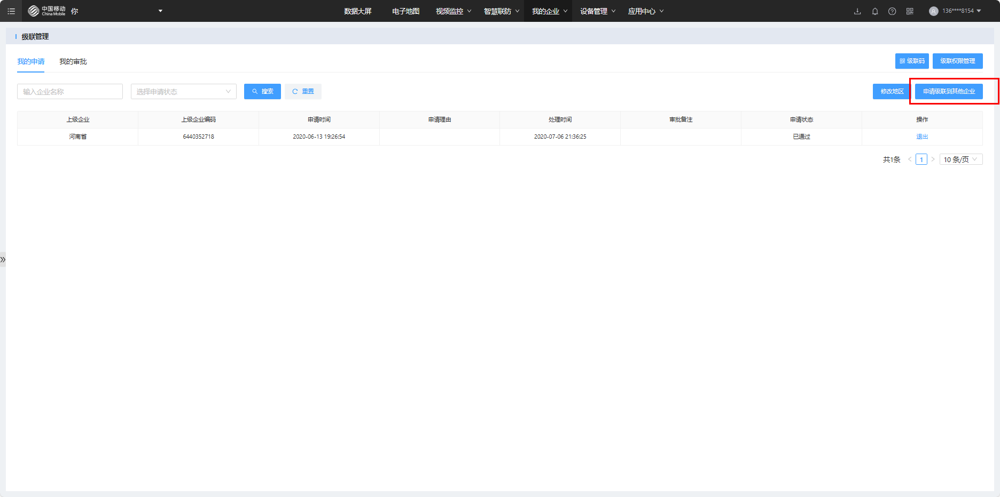 中国移动 China Mobile 你 数据大屏 电子地图 视频监控 智慧联防 我的企业 设备管理 应用中心 136****8154
级联管理
我的申请 我的审批 级联码 级联权限管理
输入企业名称 选择申请状态 搜索 重置 修改地区 申请级联到其他企业
上级企业 上级企业编码 申请时间 申请理由 处理时间 审批备注 申请状态 操作
河南首 6440352718 2020-06-13 19:26:54 2020-07-06 21:36:25 已通过 退出
共1条 < 1 > 10 条/页